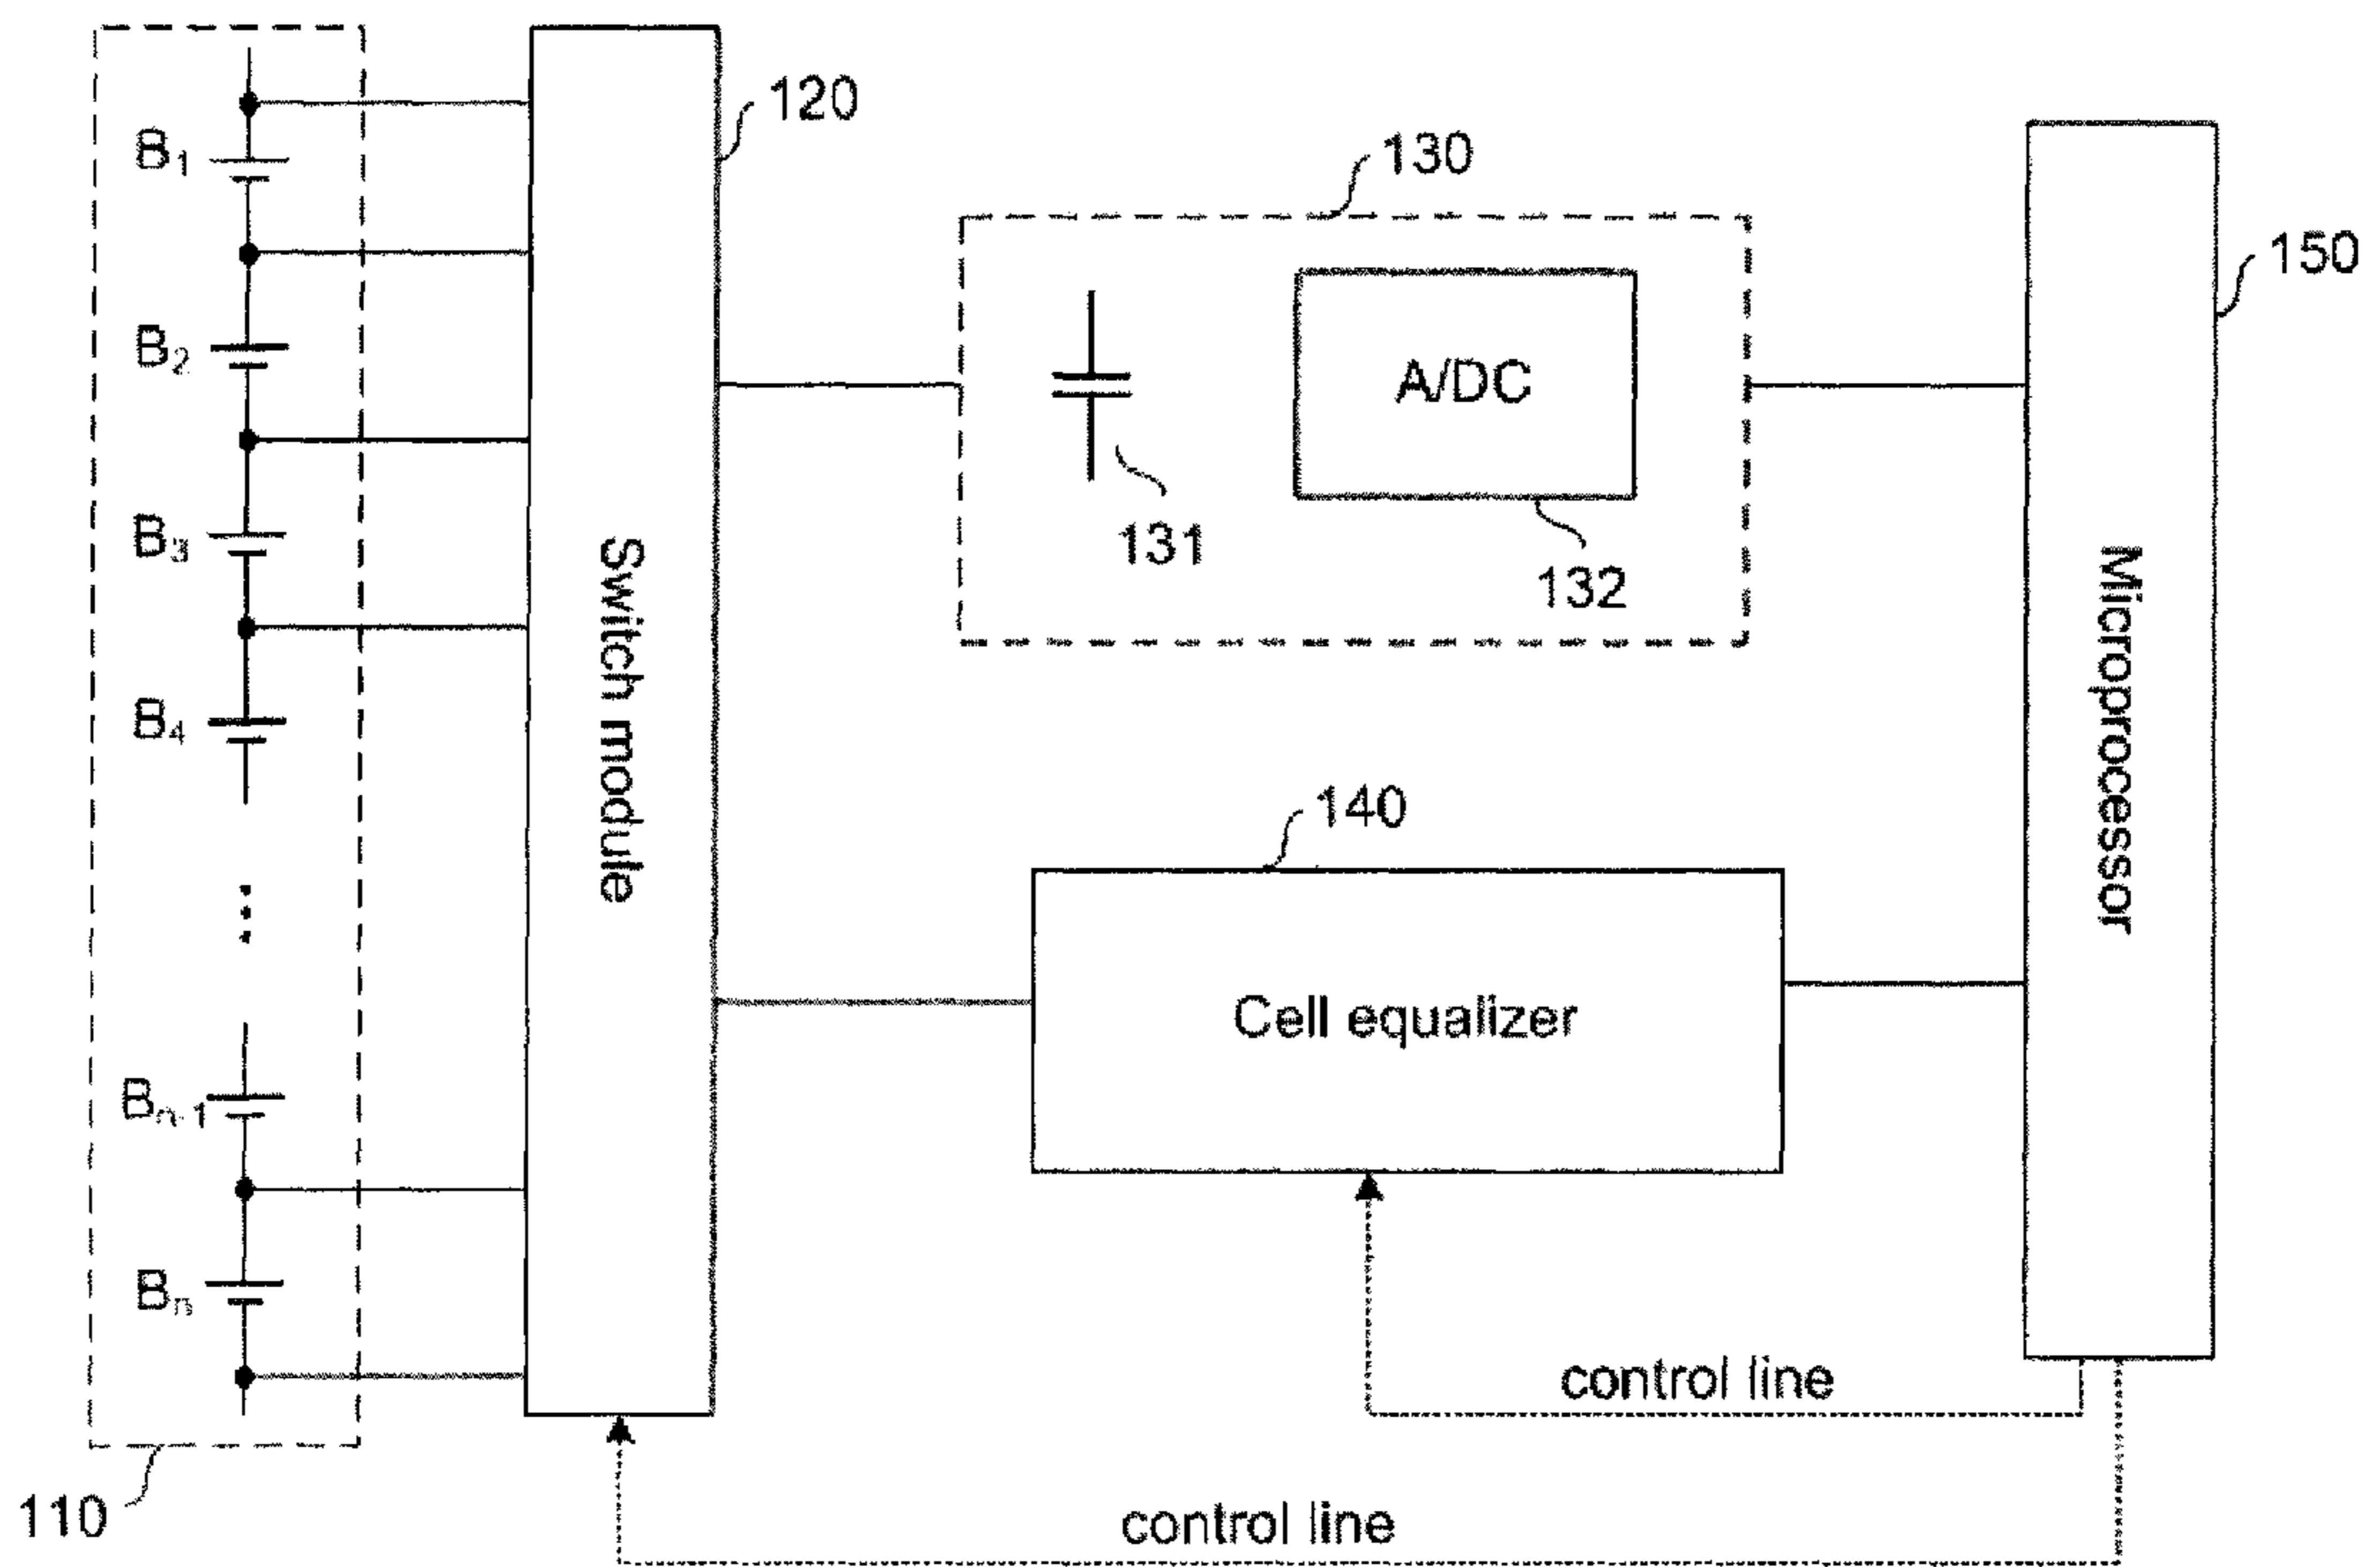 120
130
150
B₁
B₂
B₃
B₄
Bₙ₋₁
Bₙ
110
Switch module
A/DC
131
132
140
Cell equalizer
Microprocessor
control line
control line